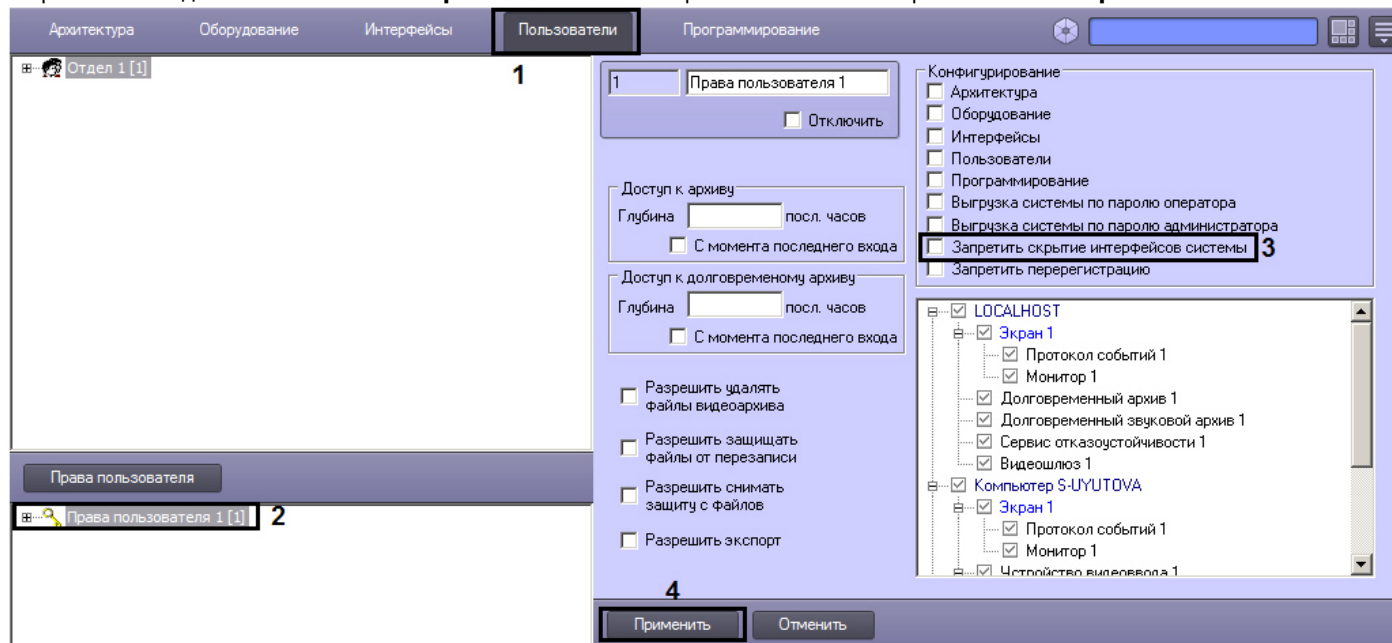 Архитектура Оборудование Интерфейсы Пользователи Программирование
Отдел 1 [1]
1
1 Права пользователя 1
Отключить
Доступ к архиву
Глубина посл. часов
С момента последнего входа
Доступ к долговременому архиву
Глубина посл. часов
С момента последнего входа
Разрешить удалять
файлы видеоархива
Разрешить защищать
файлы от перезаписи
Разрешить снимать
защиту с файлов
Разрешить экспорт
Конфигурирование
Архитектура
Оборудование
Интерфейсы
Пользователи
Программирование
Выгрузка системы по паролю оператора
Выгрузка системы по паролю администратора
Запретить скрытие интерфейсов системы 3
Запретить перерегистрацию
LOCALHOST
Экран 1
Протокол событий 1
Монитор 1
Долговременный архив 1
Долговременный звуковой архив 1
Сервис отказоустойчивости 1
Видеошлюз 1
Компьютер S-UYUTOVA
Экран 1
Протокол событий 1
Монитор 1
Устройство видеоввода 1
Права пользователя
Права пользователя 1 [1] 2
4
Применить Отменить